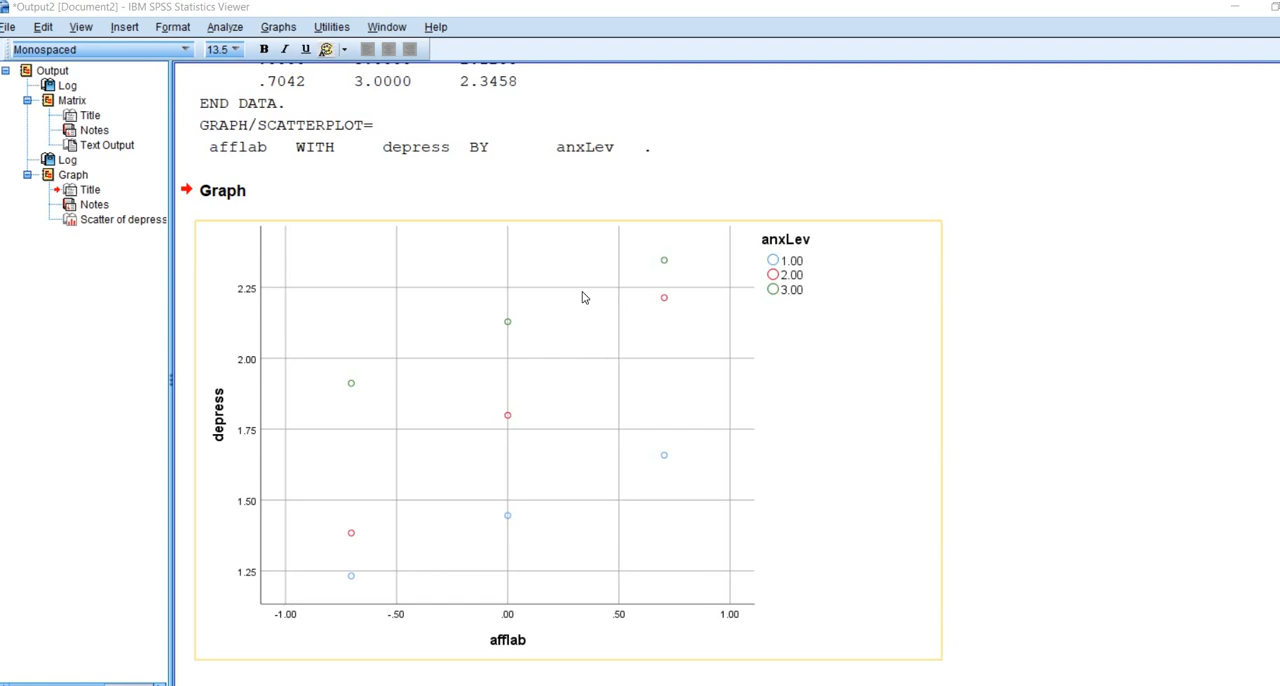 *Output2 [Document2] - IBM SPSS Statistics Viewer
File Edit View Insert Format Analyze Graphs Utilities Window Help
Monospaced 13.5 B I U
Output
Log
Matrix
Title
Notes
Text Output
Log
Graph
Title
Notes
Scatter of depress
.7042 3.0000 2.3458
END DATA.
GRAPH/SCATTERPLOT=
afflab WITH depress BY anxLev .
Graph
anxLev
1.00
2.00
3.00
depress
2.25
2.00
1.75
1.50
1.25
-1.00 -.50 .00 .50 1.00
afflab